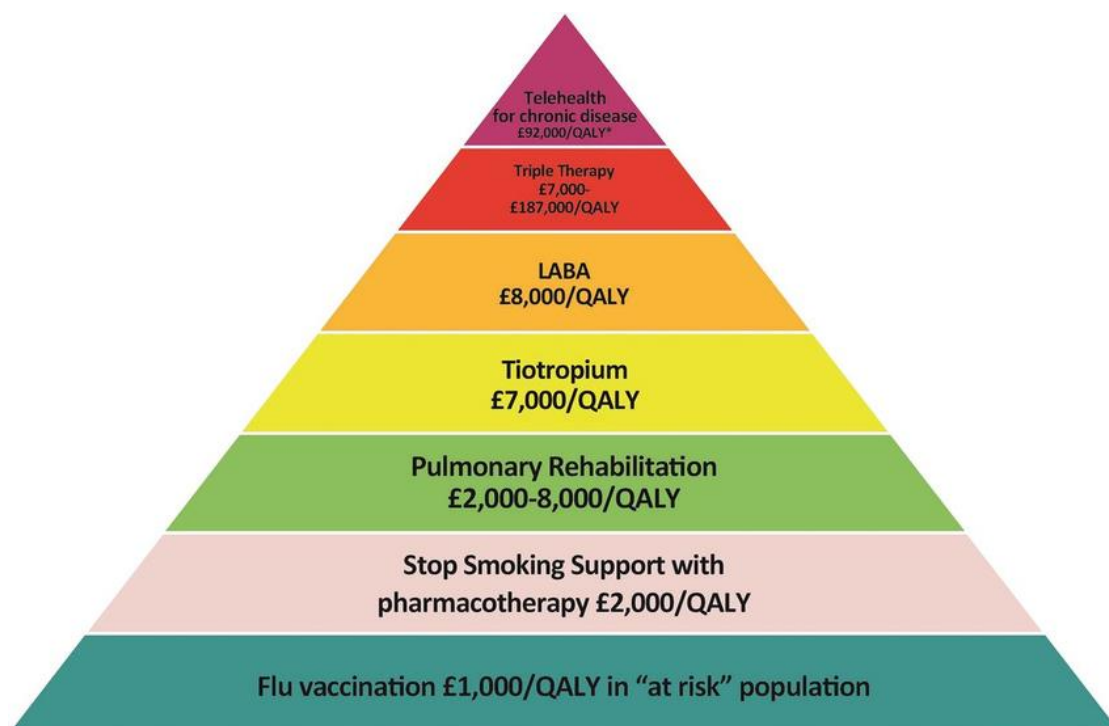 Telehealth
for chronic disease
£92,000/QALY*
Triple Therapy
£7,000-
£187,000/QALY
LABA
£8,000/QALY
Tiotropium
£7,000/QALY
Pulmonary Rehabilitation
£2,000-8,000/QALY
Stop Smoking Support with
pharmacotherapy £2,000/QALY
Flu vaccination £1,000/QALY in “at risk” population